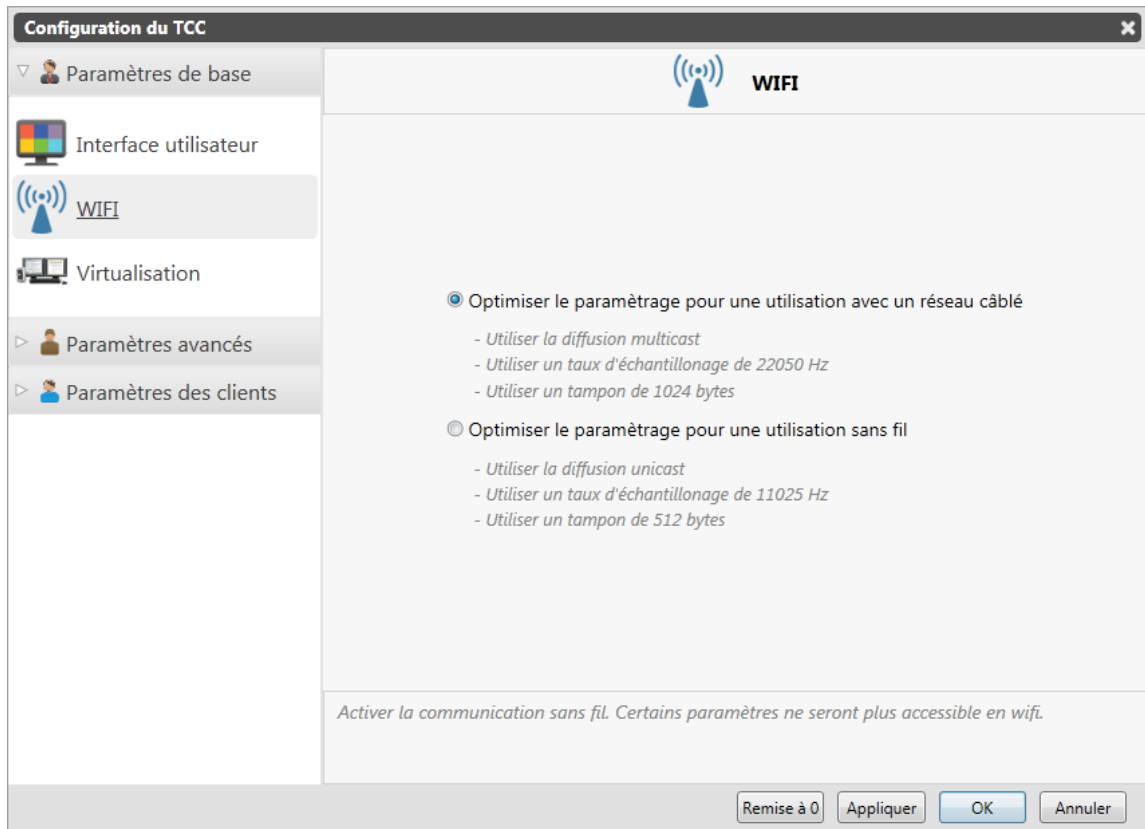 Configuration du TCC
Paramètres de base
Interface utilisateur
WIFI
Virtualisation
Paramètres avancés
Paramètres des clients
WIFI
Optimiser le paramètrage pour une utilisation avec un réseau câblé
- Utiliser la diffusion multicast
- Utiliser un taux d'échantillonage de 22050 Hz
- Utiliser un tampon de 1024 bytes
Optimiser le paramètrage pour une utilisation sans fil
- Utiliser la diffusion unicast
- Utiliser un taux d'échantillonage de 11025 Hz
- Utiliser un tampon de 512 bytes
Activer la communication sans fil. Certains paramètres ne seront plus accessible en wifi.
Remise à 0 Appliquer OK Annuler